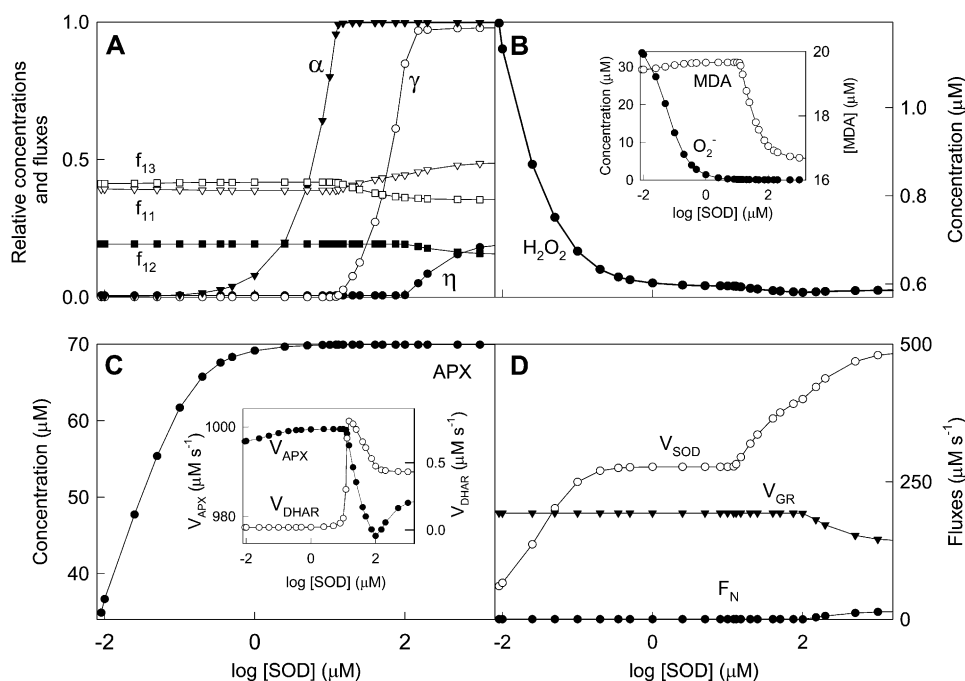 A
B
1.0
0.5
0.0
Relative concentrations
and fluxes
α
γ
η
f13
f11
f12
1.1
0.8
0.6
Concentration (μM)
H2O2
30
20
10
0
Concentration (μM)
20
18
16
[MDA] (μM)
MDA
O2-
-2 0 2
log [SOD] (μM)
C
D
70
60
50
40
Concentration (μM)
APX
1000
980
VAPX (μM s-1)
0.5
0.0
VDHAR (μM s-1)
VAPX
VDHAR
-2 -1 0 1 2 3
log [SOD] (μM)
500
250
0
Fluxes (μM s-1)
VSOD
VGR
FN
-2 0 2
log [SOD] (μM)
-2 0 2
log [SOD] (μM)